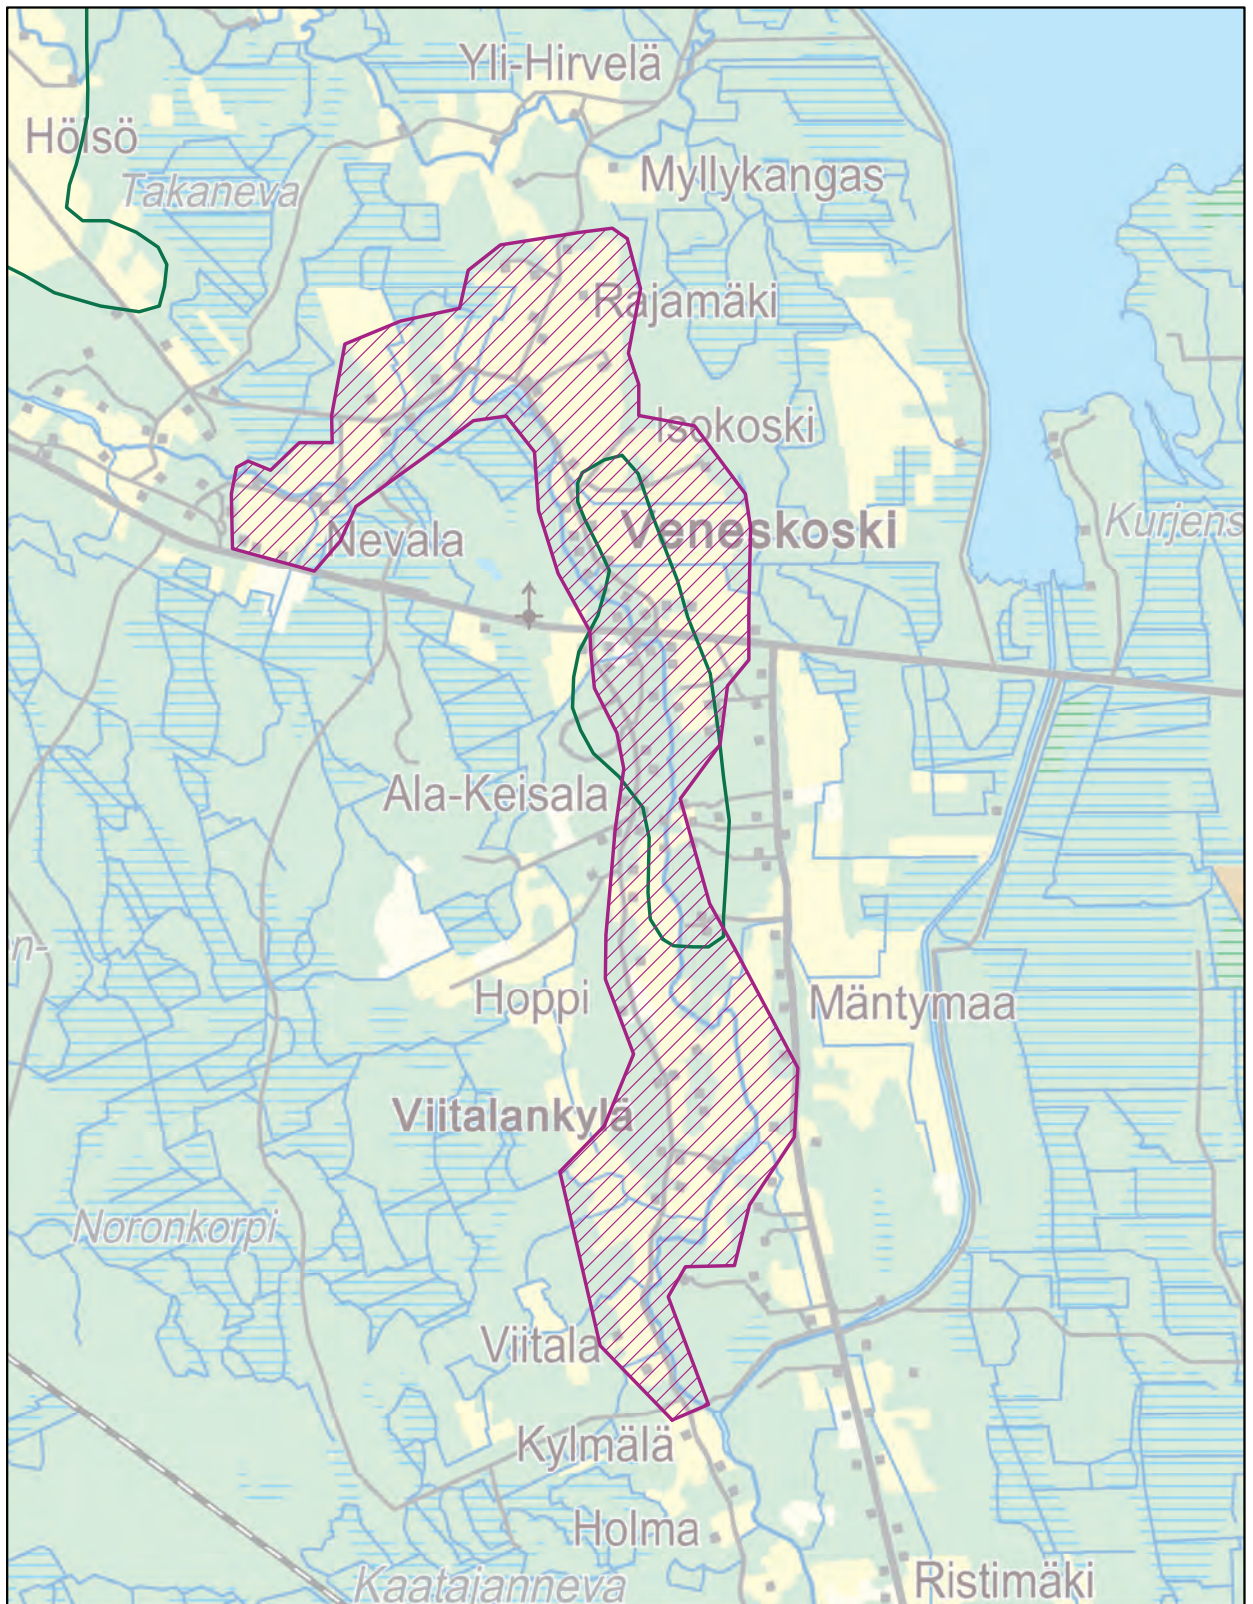 Yli-Hirvelä
Höisö
Takaneva
Myllykangas
Rajamäki
Isokoski
Nevala
Veneskoski
Kurjens
Ala-Keisala
n-
Hoppi
Mäntymaa
Viitalankylä
Noronkorpi
Viitala
Kylmälä
Holma
Kaatajanneva
Ristimäki